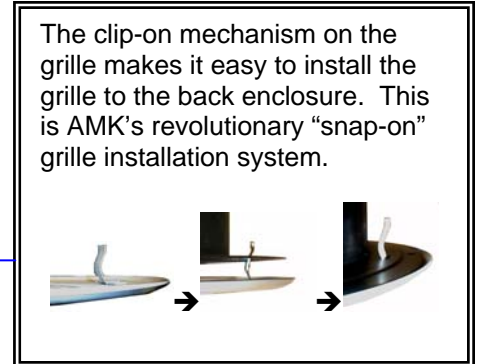 The clip-on mechanism on the
grille makes it easy to install the
grille to the back enclosure.  This
is AMK’s revolutionary “snap-on”
grille installation system.